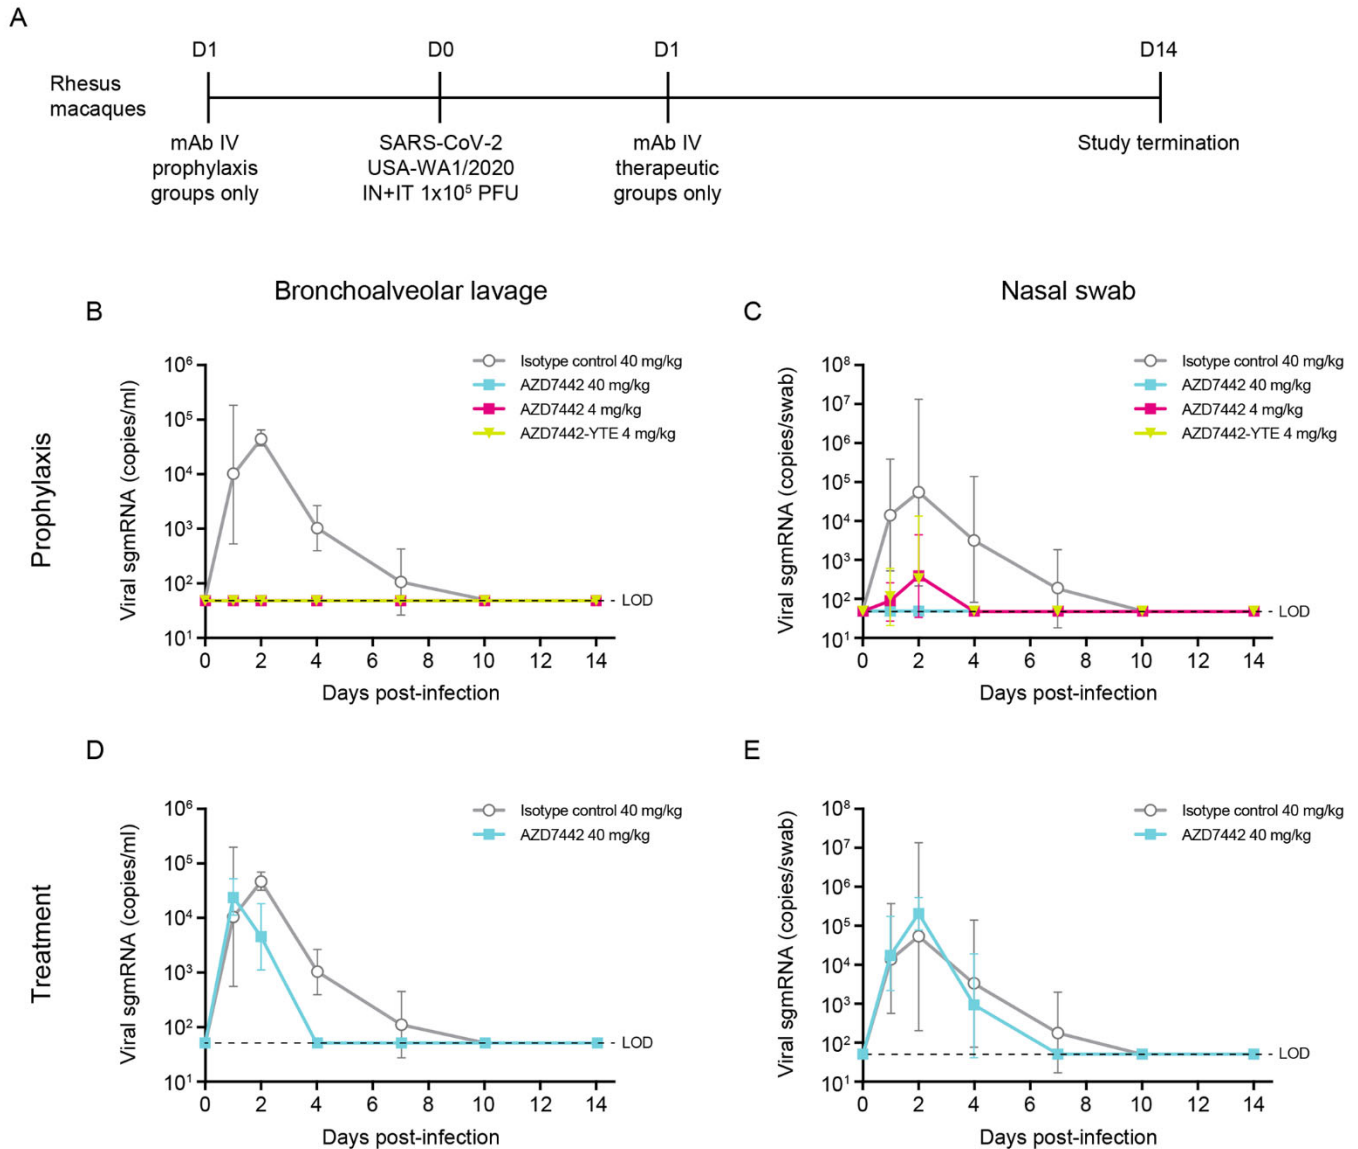 A
D1 D0 D1 D14
Rhesus
macaques
mAb IV
prophylaxis
groups only
SARS-CoV-2
USA-WA1/2020
IN+IT 1x10⁵ PFU
mAb IV
therapeutic
groups only
Study termination
Bronchoalveolar lavage
Nasal swab
Prophylaxis
B
Viral sgmRNA (copies/ml)
10⁶
10⁵
10⁴
10³
10²
10¹
Isotype control 40 mg/kg
AZD7442 40 mg/kg
AZD7442 4 mg/kg
AZD7442-YTE 4 mg/kg
LOD
0 2 4 6 8 10 12 14
Days post-infection
C
Viral sgmRNA (copies/swab)
10⁸
10⁷
10⁶
10⁵
10⁴
10³
10²
10¹
Isotype control 40 mg/kg
AZD7442 40 mg/kg
AZD7442 4 mg/kg
AZD7442-YTE 4 mg/kg
LOD
0 2 4 6 8 10 12 14
Days post-infection
Treatment
D
Viral sgmRNA (copies/ml)
10⁶
10⁵
10⁴
10³
10²
10¹
Isotype control 40 mg/kg
AZD7442 40 mg/kg
LOD
0 2 4 6 8 10 12 14
Days post-infection
E
Viral sgmRNA (copies/swab)
10⁸
10⁷
10⁶
10⁵
10⁴
10³
10²
10¹
Isotype control 40 mg/kg
AZD7442 40 mg/kg
LOD
0 2 4 6 8 10 12 14
Days post-infection